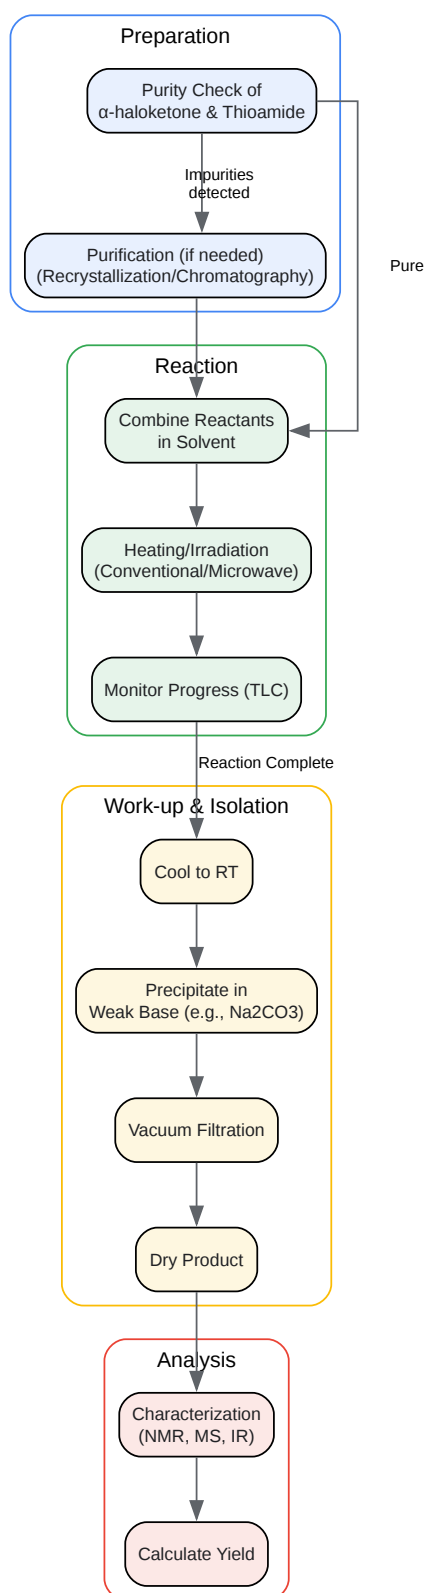 Preparation
Purity Check of
α-haloketone & Thioamide
Impurities
detected
Purification (if needed)
(Recrystallization/Chromatography)
Pure
Reaction
Combine Reactants
in Solvent
Heating/Irradiation
(Conventional/Microwave)
Monitor Progress (TLC)
Reaction Complete
Work-up & Isolation
Cool to RT
Precipitate in
Weak Base (e.g., Na2CO3)
Vacuum Filtration
Dry Product
Analysis
Characterization
(NMR, MS, IR)
Calculate Yield